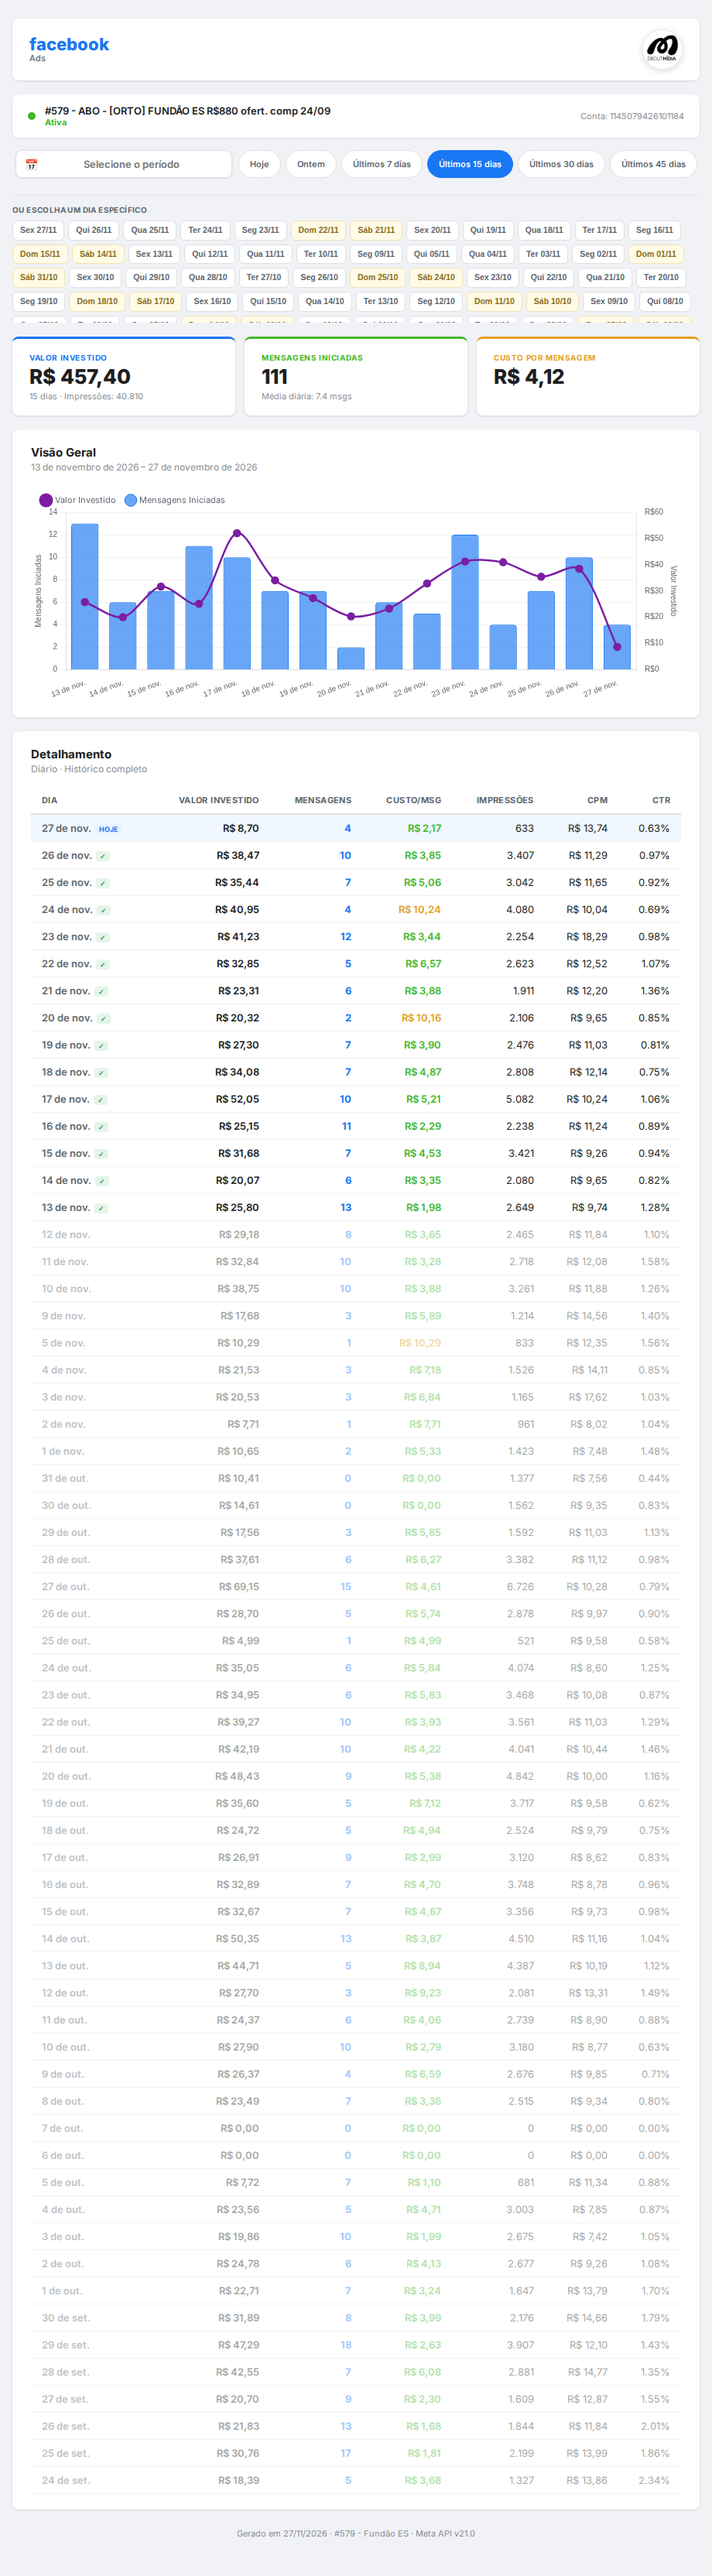 facebook
Ads
DBOUTMÍDIA
#579 - ABO - [ORTO] FUNDÃO ES R$880 ofert. comp 24/09
Ativa
Conta: 1145079426101184
📅 Selecione o período Hoje Ontem Últimos 7 dias Últimos 15 dias Últimos 30 dias Últimos 45 dias
OU ESCOLHA UM DIA ESPECÍFICO
Sex 27/11 Qui 26/11 Qua 25/11 Ter 24/11 Seg 23/11 Dom 22/11 Sáb 21/11 Sex 20/11 Qui 19/11 Qua 18/11 Ter 17/11 Seg 16/11
Dom 15/11 Sáb 14/11 Sex 13/11 Qui 12/11 Qua 11/11 Ter 10/11 Seg 09/11 Qui 05/11 Qua 04/11 Ter 03/11 Seg 02/11 Dom 01/11
Sáb 31/10 Sex 30/10 Qui 29/10 Qua 28/10 Ter 27/10 Seg 26/10 Dom 25/10 Sáb 24/10 Sex 23/10 Qui 22/10 Qua 21/10 Ter 20/10
Seg 19/10 Dom 18/10 Sáb 17/10 Sex 16/10 Qui 15/10 Qua 14/10 Ter 13/10 Seg 12/10 Dom 11/10 Sáb 10/10 Sex 09/10 Qui 08/10
VALOR INVESTIDO
R$ 457,40
15 dias · Impressões: 40.810
MENSAGENS INICIADAS
111
Média diária: 7.4 msgs
CUSTO POR MENSAGEM
R$ 4,12
Visão Geral
13 de novembro de 2026 – 27 de novembro de 2026
Valor Investido Mensagens Iniciadas
14 R$60
12 R$50
10 R$40
8 R$30
6 R$20
4 R$10
2 R$0
0
Mensagens Iniciadas
Valor Investido
13 de nov. 14 de nov. 15 de nov. 16 de nov. 17 de nov. 18 de nov. 19 de nov. 20 de nov. 21 de nov. 22 de nov. 23 de nov. 24 de nov. 25 de nov. 26 de nov. 27 de nov.
Detalhamento
Diário · Histórico completo
DIA VALOR INVESTIDO MENSAGENS CUSTO/MSG IMPRESSÕES CPM CTR
27 de nov. HOJE R$ 8,70 4 R$ 2,17 633 R$ 13,74 0.63%
26 de nov. ✓ R$ 38,47 10 R$ 3,85 3.407 R$ 11,29 0.97%
25 de nov. ✓ R$ 35,44 7 R$ 5,06 3.042 R$ 11,65 0.92%
24 de nov. ✓ R$ 40,95 4 R$ 10,24 4.080 R$ 10,04 0.69%
23 de nov. ✓ R$ 41,23 12 R$ 3,44 2.254 R$ 18,29 0.98%
22 de nov. ✓ R$ 32,85 5 R$ 6,57 2.623 R$ 12,52 1.07%
21 de nov. ✓ R$ 23,31 6 R$ 3,88 1.911 R$ 12,20 1.36%
20 de nov. ✓ R$ 20,32 2 R$ 10,16 2.106 R$ 9,65 0.85%
19 de nov. ✓ R$ 27,30 7 R$ 3,90 2.476 R$ 11,03 0.81%
18 de nov. ✓ R$ 34,08 7 R$ 4,87 2.808 R$ 12,14 0.75%
17 de nov. ✓ R$ 52,05 10 R$ 5,21 5.082 R$ 10,24 1.06%
16 de nov. ✓ R$ 25,15 11 R$ 2,29 2.238 R$ 11,24 0.89%
15 de nov. ✓ R$ 31,68 7 R$ 4,53 3.421 R$ 9,26 0.94%
14 de nov. ✓ R$ 20,07 6 R$ 3,35 2.080 R$ 9,65 0.82%
13 de nov. ✓ R$ 25,80 13 R$ 1,98 2.649 R$ 9,74 1.28%
12 de nov. R$ 29,18 8 R$ 3,65 2.465 R$ 11,84 1.10%
11 de nov. R$ 32,84 10 R$ 3,28 2.718 R$ 12,08 1.58%
10 de nov. R$ 38,75 10 R$ 3,88 3.261 R$ 11,88 1.26%
9 de nov. R$ 17,68 3 R$ 5,89 1.214 R$ 14,56 1.40%
5 de nov. R$ 10,29 1 R$ 10,29 833 R$ 12,35 1.56%
4 de nov. R$ 21,53 3 R$ 7,18 1.526 R$ 14,11 0.85%
3 de nov. R$ 20,53 3 R$ 6,84 1.165 R$ 17,62 1.03%
2 de nov. R$ 7,71 1 R$ 7,71 961 R$ 8,02 1.04%
1 de nov. R$ 10,65 2 R$ 5,33 1.423 R$ 7,48 1.48%
31 de out. R$ 10,41 0 R$ 0,00 1.377 R$ 7,56 0.44%
30 de out. R$ 14,61 0 R$ 0,00 1.562 R$ 9,35 0.83%
29 de out. R$ 17,56 3 R$ 5,85 1.592 R$ 11,03 1.13%
28 de out. R$ 37,61 6 R$ 6,27 3.382 R$ 11,12 0.98%
27 de out. R$ 69,15 15 R$ 4,61 6.726 R$ 10,28 0.79%
26 de out. R$ 28,70 5 R$ 5,74 2.878 R$ 9,97 0.90%
25 de out. R$ 4,99 1 R$ 4,99 521 R$ 9,58 0.58%
24 de out. R$ 35,05 6 R$ 5,84 4.074 R$ 8,60 1.25%
23 de out. R$ 34,95 6 R$ 5,83 3.468 R$ 10,08 0.87%
22 de out. R$ 39,27 10 R$ 3,93 3.561 R$ 11,03 1.29%
21 de out. R$ 42,19 10 R$ 4,22 4.041 R$ 10,44 1.46%
20 de out. R$ 48,43 9 R$ 5,38 4.842 R$ 10,00 1.16%
19 de out. R$ 35,60 5 R$ 7,12 3.717 R$ 9,58 0.62%
18 de out. R$ 24,72 5 R$ 4,94 2.524 R$ 9,79 0.75%
17 de out. R$ 26,91 9 R$ 2,99 3.120 R$ 8,62 0.83%
16 de out. R$ 32,89 7 R$ 4,70 3.748 R$ 8,78 0.96%
15 de out. R$ 32,67 7 R$ 4,67 3.356 R$ 9,73 0.98%
14 de out. R$ 50,35 13 R$ 3,87 4.510 R$ 11,16 1.04%
13 de out. R$ 44,71 5 R$ 8,94 4.387 R$ 10,19 1.12%
12 de out. R$ 27,70 3 R$ 9,23 2.081 R$ 13,31 1.49%
11 de out. R$ 24,37 6 R$ 4,06 2.739 R$ 8,90 0.88%
10 de out. R$ 27,90 10 R$ 2,79 3.180 R$ 8,77 0.63%
9 de out. R$ 26,37 4 R$ 6,59 2.676 R$ 9,85 0.71%
8 de out. R$ 23,49 7 R$ 3,36 2.515 R$ 9,34 0.80%
7 de out. R$ 0,00 0 R$ 0,00 0 R$ 0,00 0.00%
6 de out. R$ 0,00 0 R$ 0,00 0 R$ 0,00 0.00%
5 de out. R$ 7,72 7 R$ 1,10 681 R$ 11,34 0.88%
4 de out. R$ 23,56 5 R$ 4,71 3.003 R$ 7,85 0.87%
3 de out. R$ 19,86 10 R$ 1,99 2.675 R$ 7,42 1.05%
2 de out. R$ 24,78 6 R$ 4,13 2.677 R$ 9,26 1.08%
1 de out. R$ 22,71 7 R$ 3,24 1.647 R$ 13,79 1.70%
30 de set. R$ 31,89 8 R$ 3,99 2.176 R$ 14,66 1.79%
29 de set. R$ 47,29 18 R$ 2,63 3.907 R$ 12,10 1.43%
28 de set. R$ 42,55 7 R$ 6,08 2.881 R$ 14,77 1.35%
27 de set. R$ 20,70 9 R$ 2,30 1.609 R$ 12,87 1.55%
26 de set. R$ 21,83 13 R$ 1,68 1.844 R$ 11,84 2.01%
25 de set. R$ 30,76 17 R$ 1,81 2.199 R$ 13,99 1.86%
24 de set. R$ 18,39 5 R$ 3,68 1.327 R$ 13,86 2.34%
Gerado em 27/11/2026 · #579 - Fundão ES · Meta API v21.0